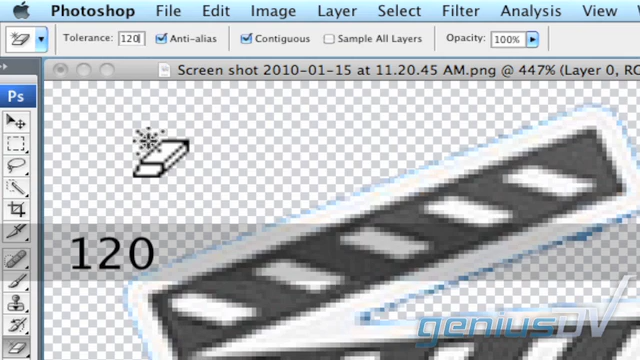 Photoshop File Edit Image Layer Select Filter Analysis View
Tolerance: 120 Anti-alias Contiguous Sample All Layers Opacity: 100%
Screen shot 2010-01-15 at 11.20.45 AM.png @ 447% (Layer 0, RG
Ps
120
geniusDV